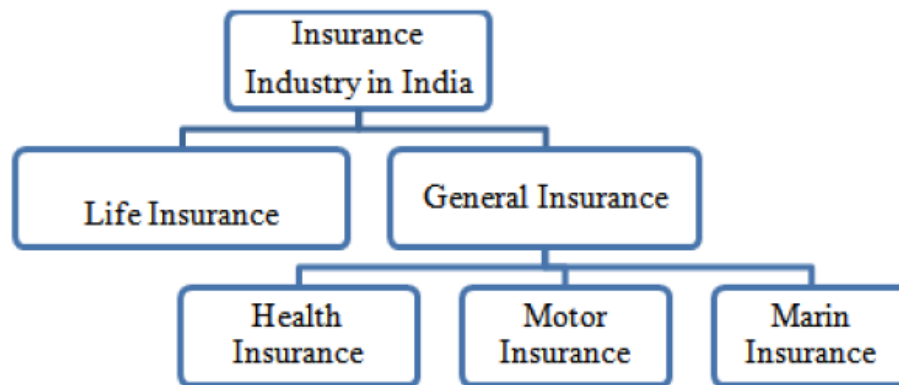 Insurance
Industry in India
Life Insurance
General Insurance
Health
Insurance
Motor
Insurance
Marin
Insurance